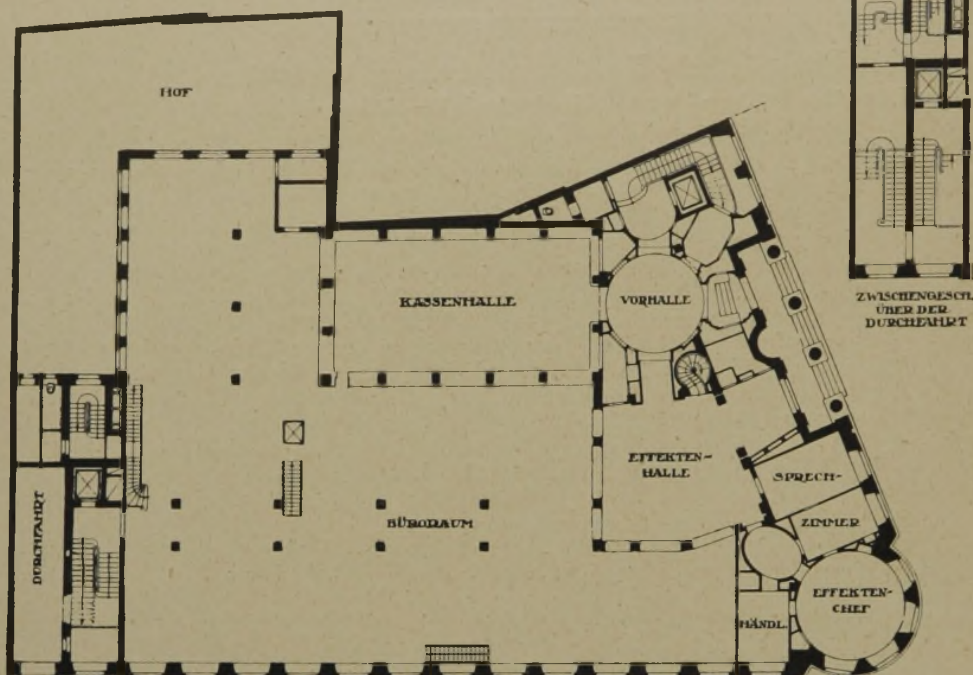 HOF
KASSENHALLE
VORHALLE
ZWISCHENGESCH.
ÜBER DER
DURCHFAHRT
EFFEKTEN-
HALLE
SPRECH-
ZIMMER
BÜRORAUM
DURCHFAHRT
EFFEKTEN-
CHEF
HÄNDL.